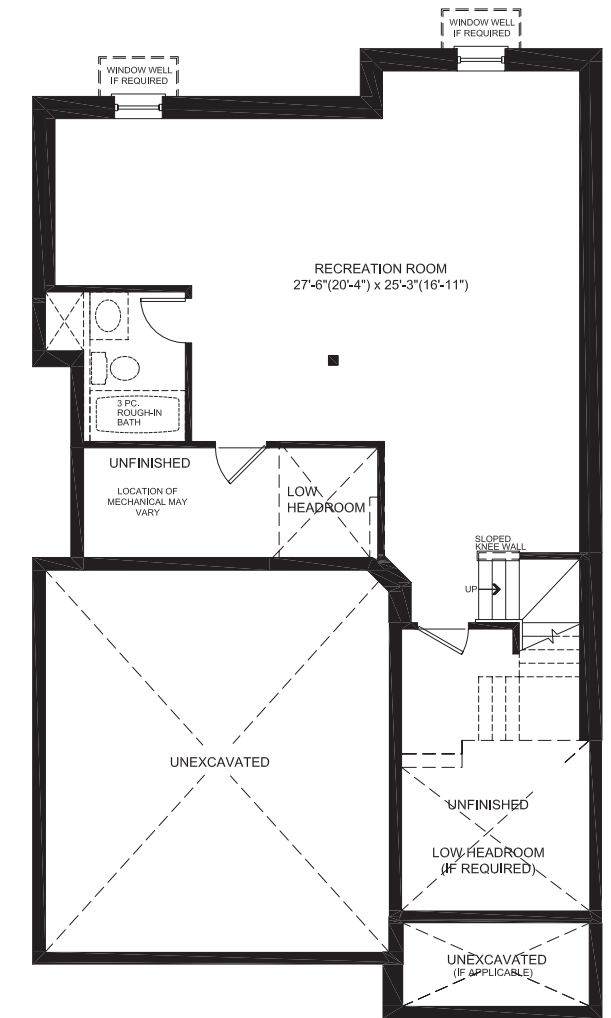 WINDOW WELL
IF REQUIRED
WINDOW WELL
IF REQUIRED
RECREATION ROOM
27'-6"(20'-4") x 25'-3"(16'-11")
3 PC.
ROUGH-IN
BATH
UNFINISHED
LOCATION OF
MECHANICAL MAY
VARY
LOW
HEADROOM
SLOPED
KNEE WALL
UP
UNEXCAVATED
UNFINISHED
LOW HEADROOM
(IF REQUIRED)
UNEXCAVATED
(IF APPLICABLE)